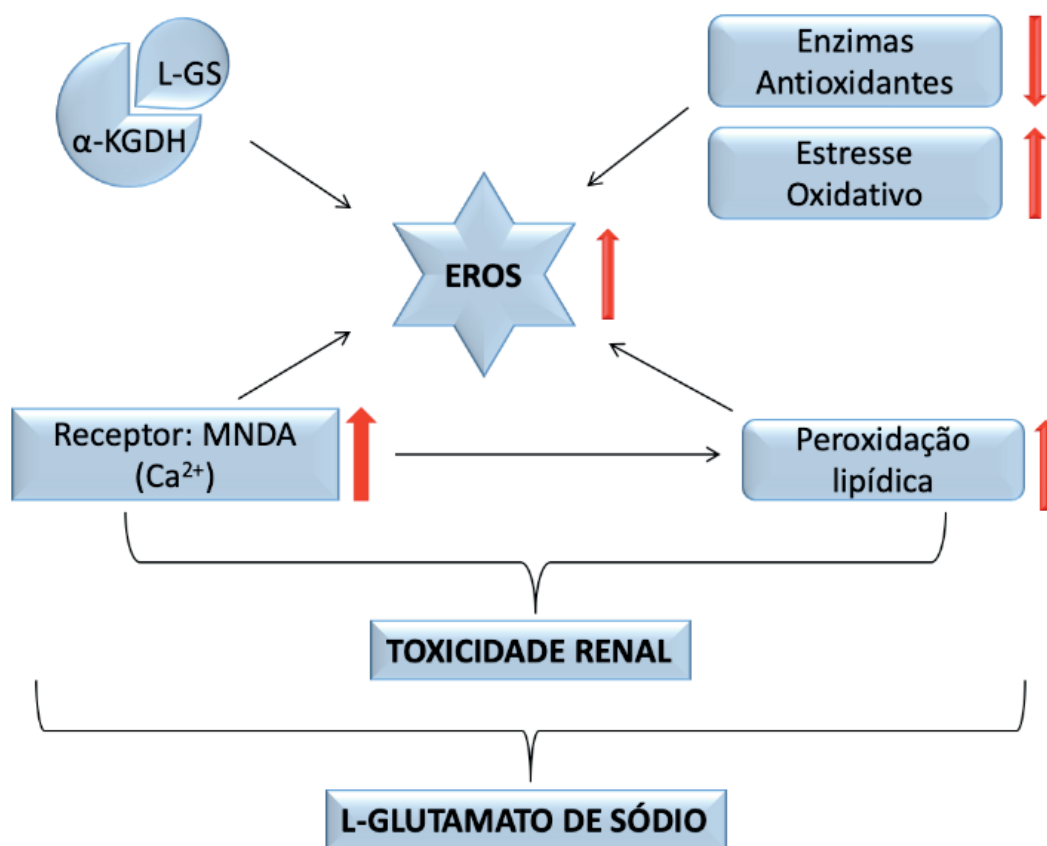 L-GS
α-KGDH
Enzimas
Antioxidantes
Estresse
Oxidativo
EROS
Receptor: MNDA
(Ca²⁺)
Peroxidação
lipídica
TOXICIDADE RENAL
L-GLUTAMATO DE SÓDIO